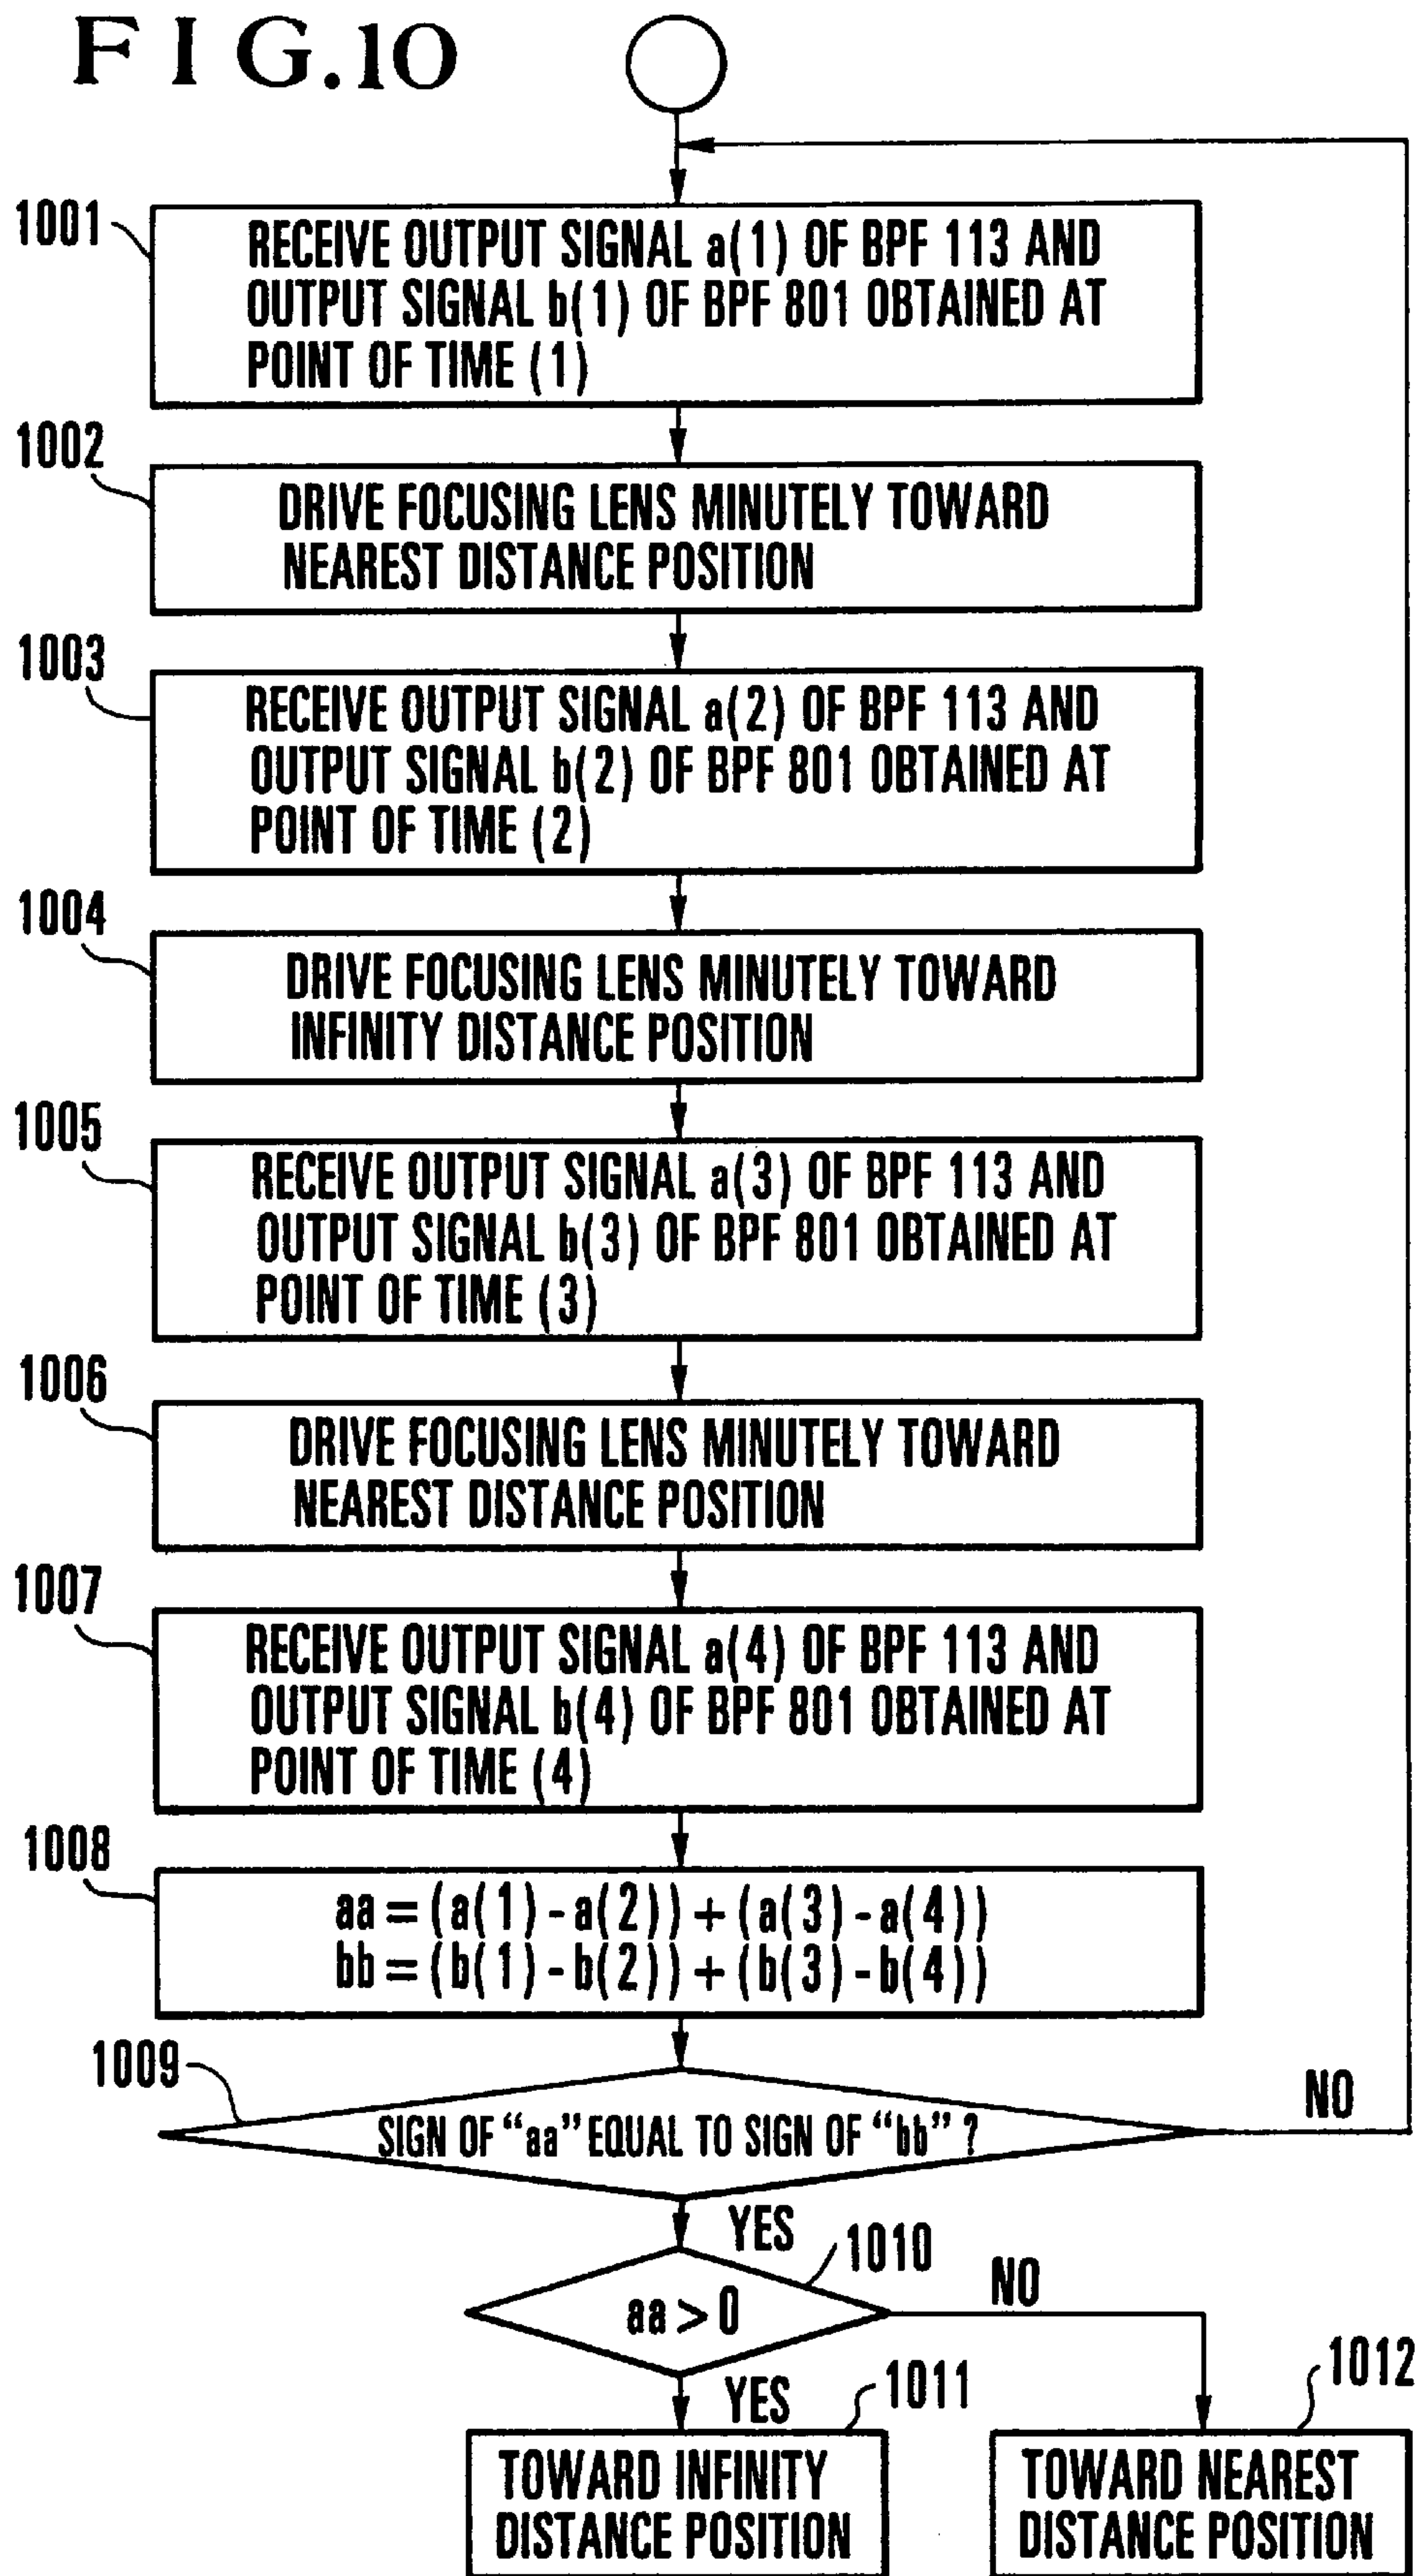 FIG.10
1001
RECEIVE OUTPUT SIGNAL a(1) OF BPF 113 AND
OUTPUT SIGNAL b(1) OF BPF 801 OBTAINED AT
POINT OF TIME (1)
1002
DRIVE FOCUSING LENS MINUTELY TOWARD
NEAREST DISTANCE POSITION
1003
RECEIVE OUTPUT SIGNAL a(2) OF BPF 113 AND
OUTPUT SIGNAL b(2) OF BPF 801 OBTAINED AT
POINT OF TIME (2)
1004
DRIVE FOCUSING LENS MINUTELY TOWARD
INFINITY DISTANCE POSITION
1005
RECEIVE OUTPUT SIGNAL a(3) OF BPF 113 AND
OUTPUT SIGNAL b(3) OF BPF 801 OBTAINED AT
POINT OF TIME (3)
1006
DRIVE FOCUSING LENS MINUTELY TOWARD
NEAREST DISTANCE POSITION
1007
RECEIVE OUTPUT SIGNAL a(4) OF BPF 113 AND
OUTPUT SIGNAL b(4) OF BPF 801 OBTAINED AT
POINT OF TIME (4)
1008
aa = (a(1) - a(2)) + (a(3) - a(4))
bb = (b(1) - b(2)) + (b(3) - b(4))
1009
SIGN OF "aa" EQUAL TO SIGN OF "bb" ?
NO
YES
1010
aa > 0
NO
YES
1011
TOWARD INFINITY
DISTANCE POSITION
1012
TOWARD NEAREST
DISTANCE POSITION